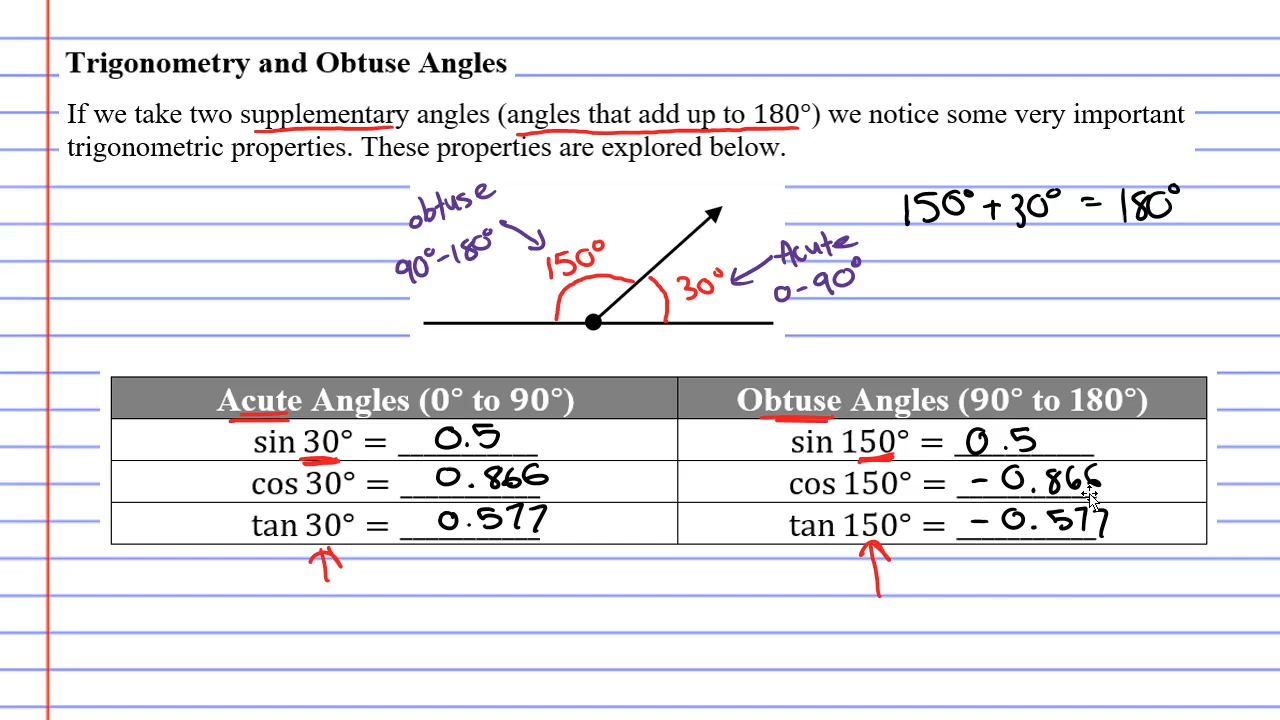 Trigonometry and Obtuse Angles
If we take two supplementary angles (angles that add up to 180°) we notice some very important
trigonometric properties. These properties are explored below.
obtuse
90°-180°
150°
30°
Acute
0-90°
150° + 30° = 180°
Acute Angles (0° to 90°)
Obtuse Angles (90° to 180°)
sin 30° = 0.5
sin 150° = 0.5
cos 30° = 0.866
cos 150° = -0.866
tan 30° = 0.577
tan 150° = -0.577